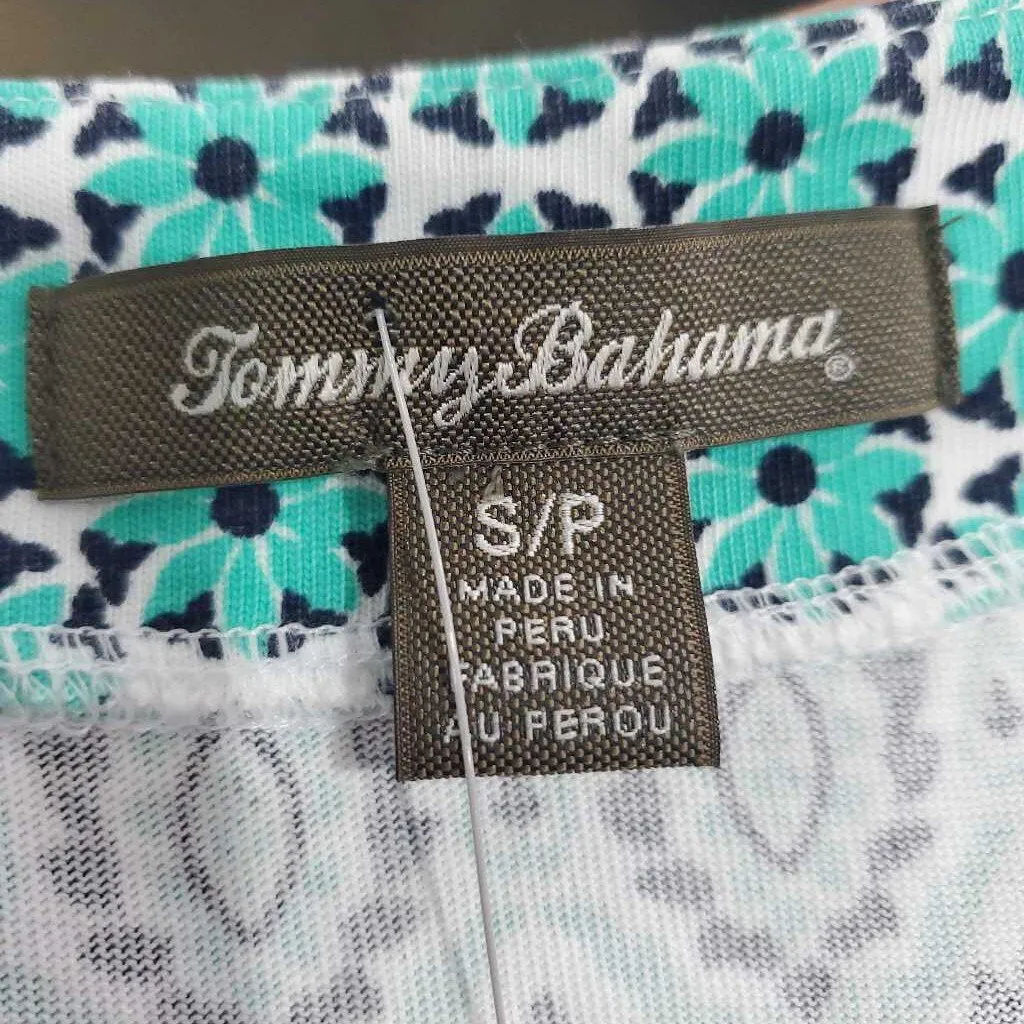 Tommy Bahama®
S/P
MADE IN
PERU
FABRIQUE
AU PEROU